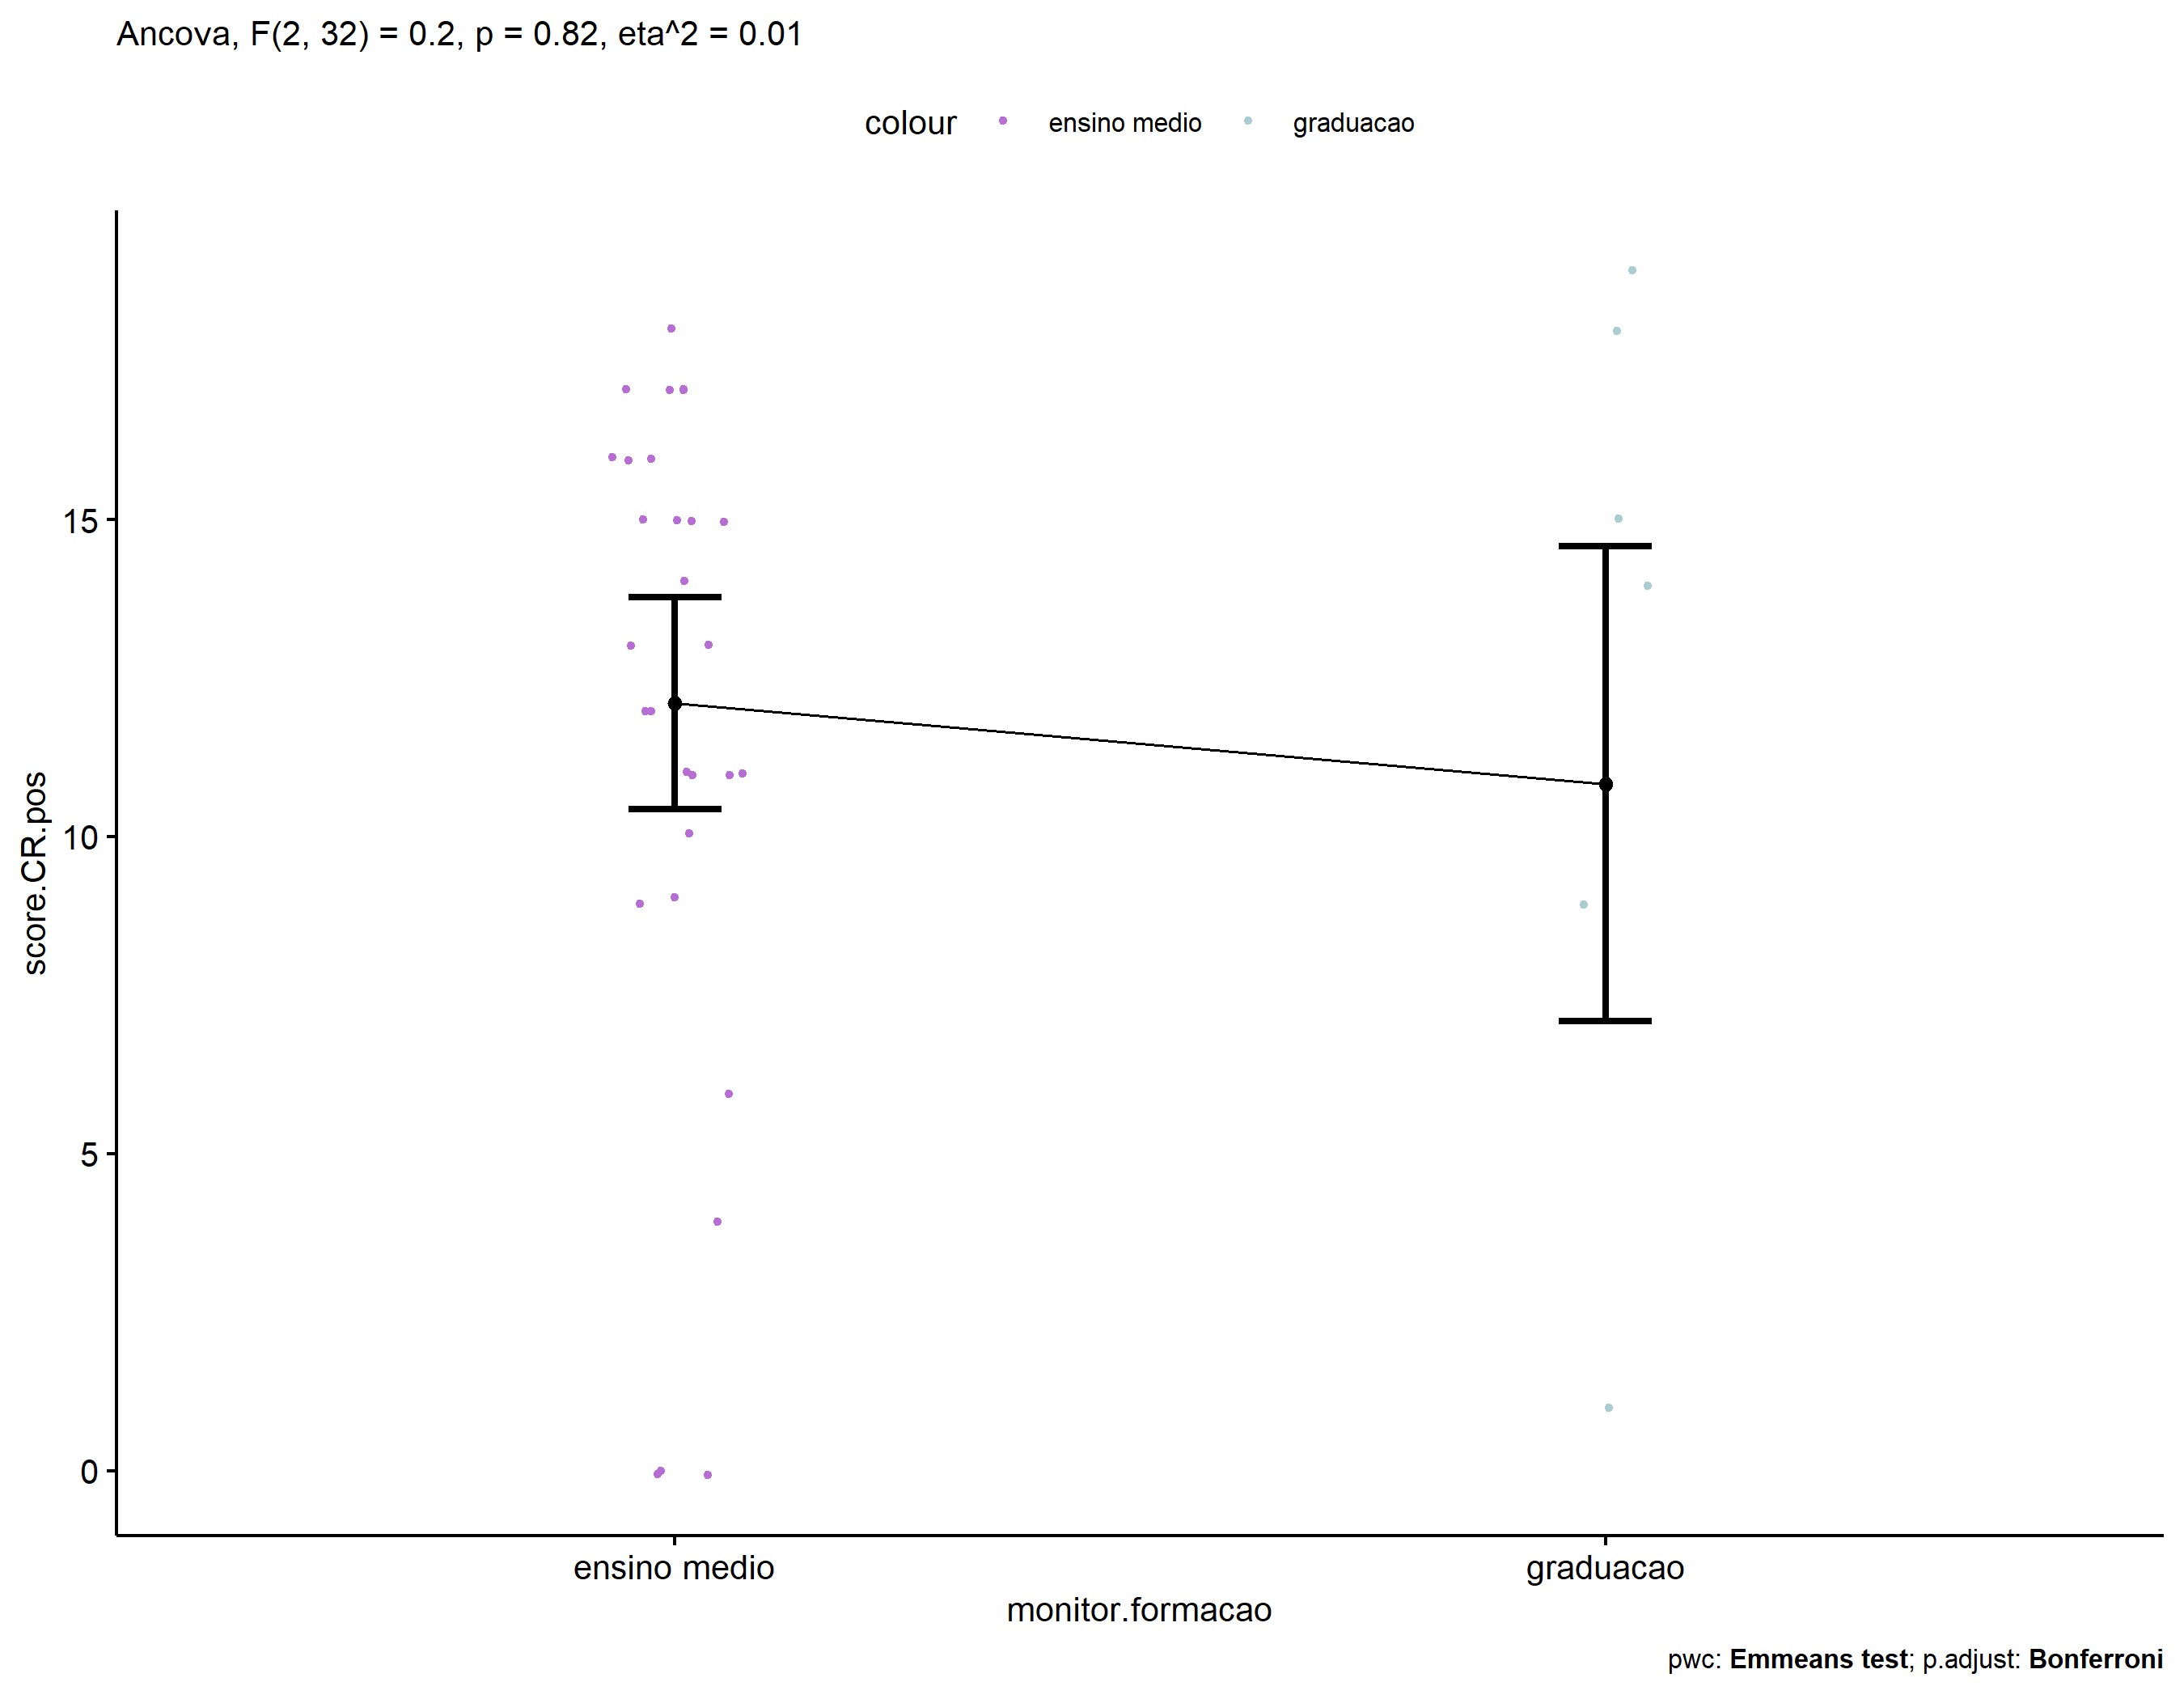 Ancova, F(2, 32) = 0.2, p = 0.82, eta^2 = 0.01
colour ensino medio graduacao
15
10
5
0
score.CR.pos
ensino medio graduacao
monitor.formacao
pwc: Emmeans test; p.adjust: Bonferroni